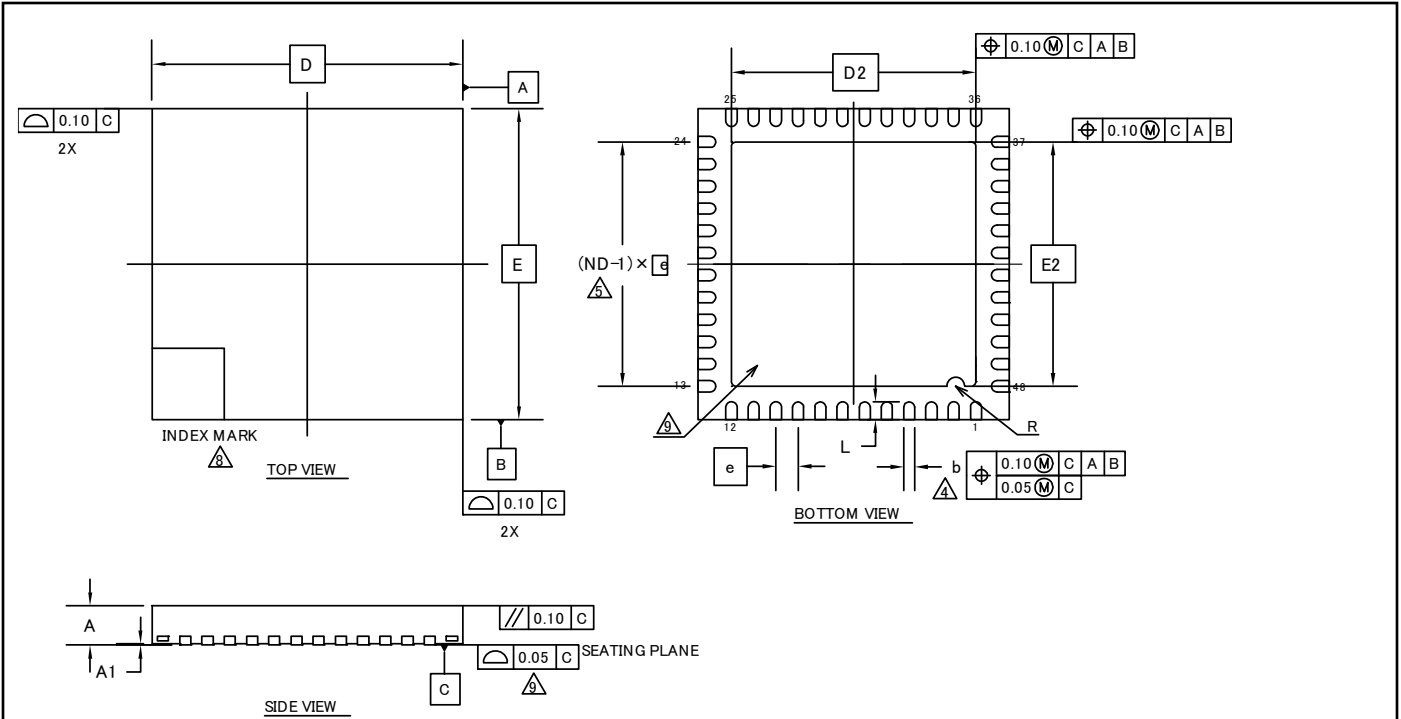 D
A
⌓ 0.10 C
2X
E
INDEX MARK
8
TOP VIEW
B
⌓ 0.10 C
2X
D2
⌖ 0.10 Ⓜ C A B
25
36
⌖ 0.10 Ⓜ C A B
24
37
(ND-1)× e
5
E2
13
48
9
12
1
L
R
e
b
4
⌖ 0.10 Ⓜ C A B
0.05 Ⓜ C
BOTTOM VIEW
A
// 0.10 C
A1
⌓ 0.05 C SEATING PLANE
9
C
SIDE VIEW